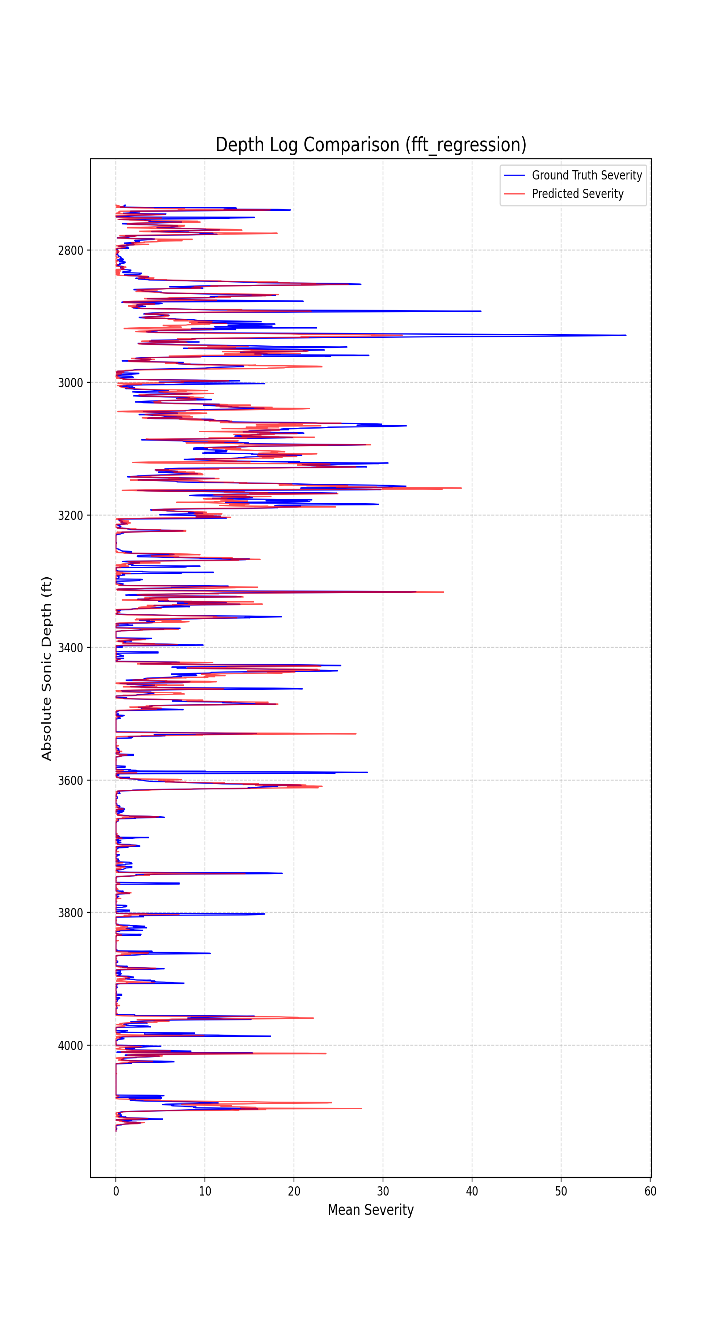 Depth Log Comparison (fft_regression)
Ground Truth Severity
Predicted Severity
2800
3000
3200
3400
3600
3800
4000
Absolute Sonic Depth (ft)
0 10 20 30 40 50 60
Mean Severity